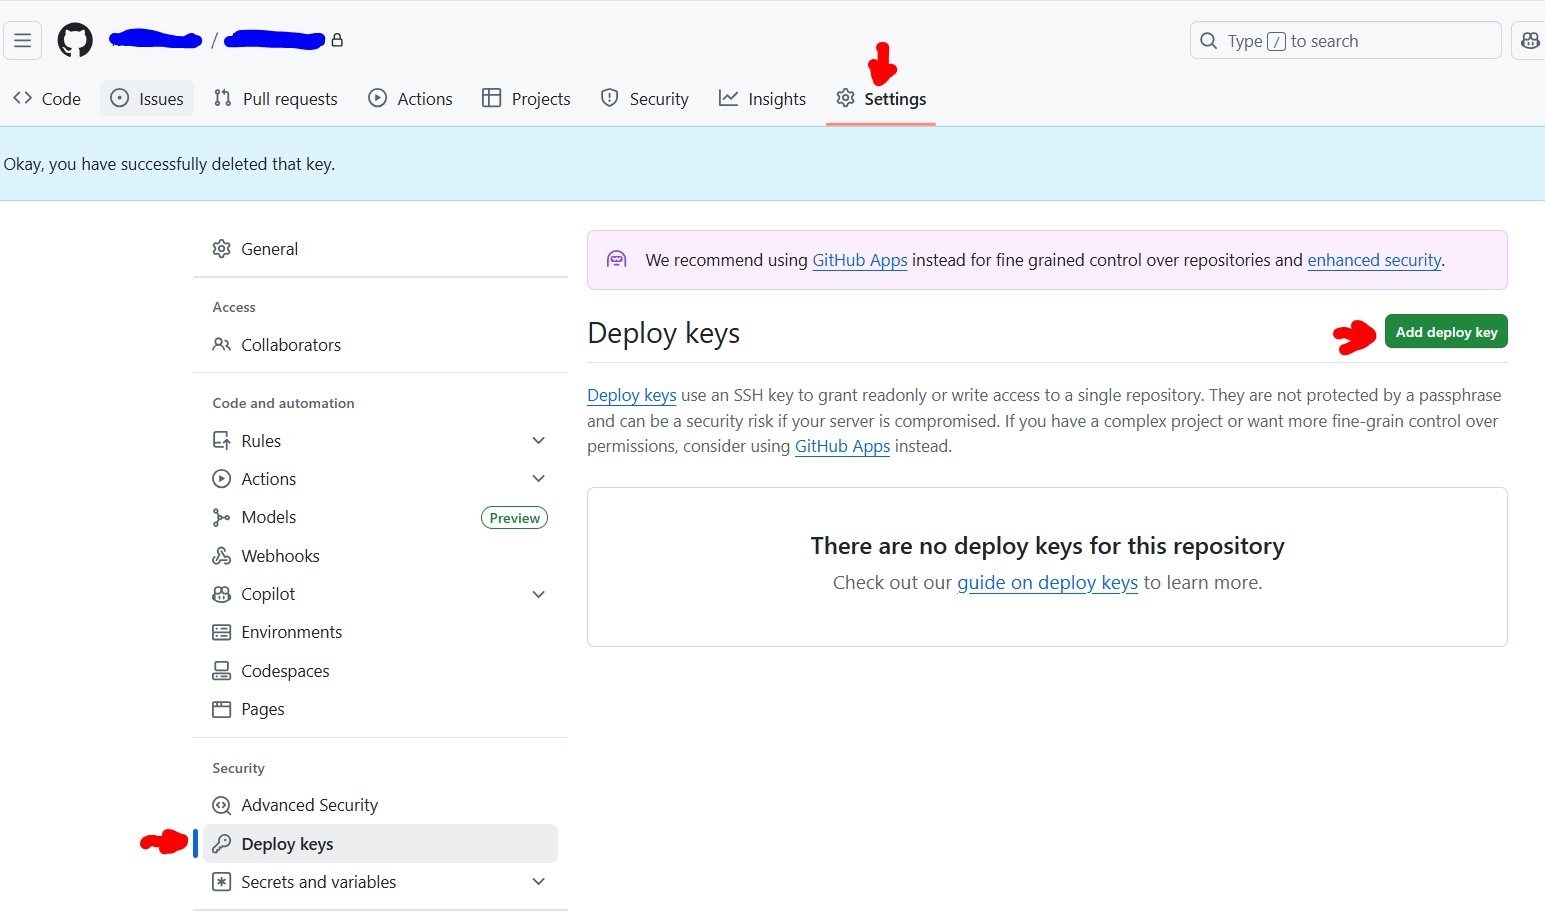 /
Type / to search
Code Issues Pull requests Actions Projects Security Insights Settings
Okay, you have successfully deleted that key.
General
Access
Collaborators
Code and automation
Rules
Actions
Models Preview
Webhooks
Copilot
Environments
Codespaces
Pages
Security
Advanced Security
Deploy keys
Secrets and variables
We recommend using GitHub Apps instead for fine grained control over repositories and enhanced security.
Deploy keys
Add deploy key
Deploy keys use an SSH key to grant readonly or write access to a single repository. They are not protected by a passphrase
and can be a security risk if your server is compromised. If you have a complex project or want more fine-grain control over
permissions, consider using GitHub Apps instead.
There are no deploy keys for this repository
Check out our guide on deploy keys to learn more.